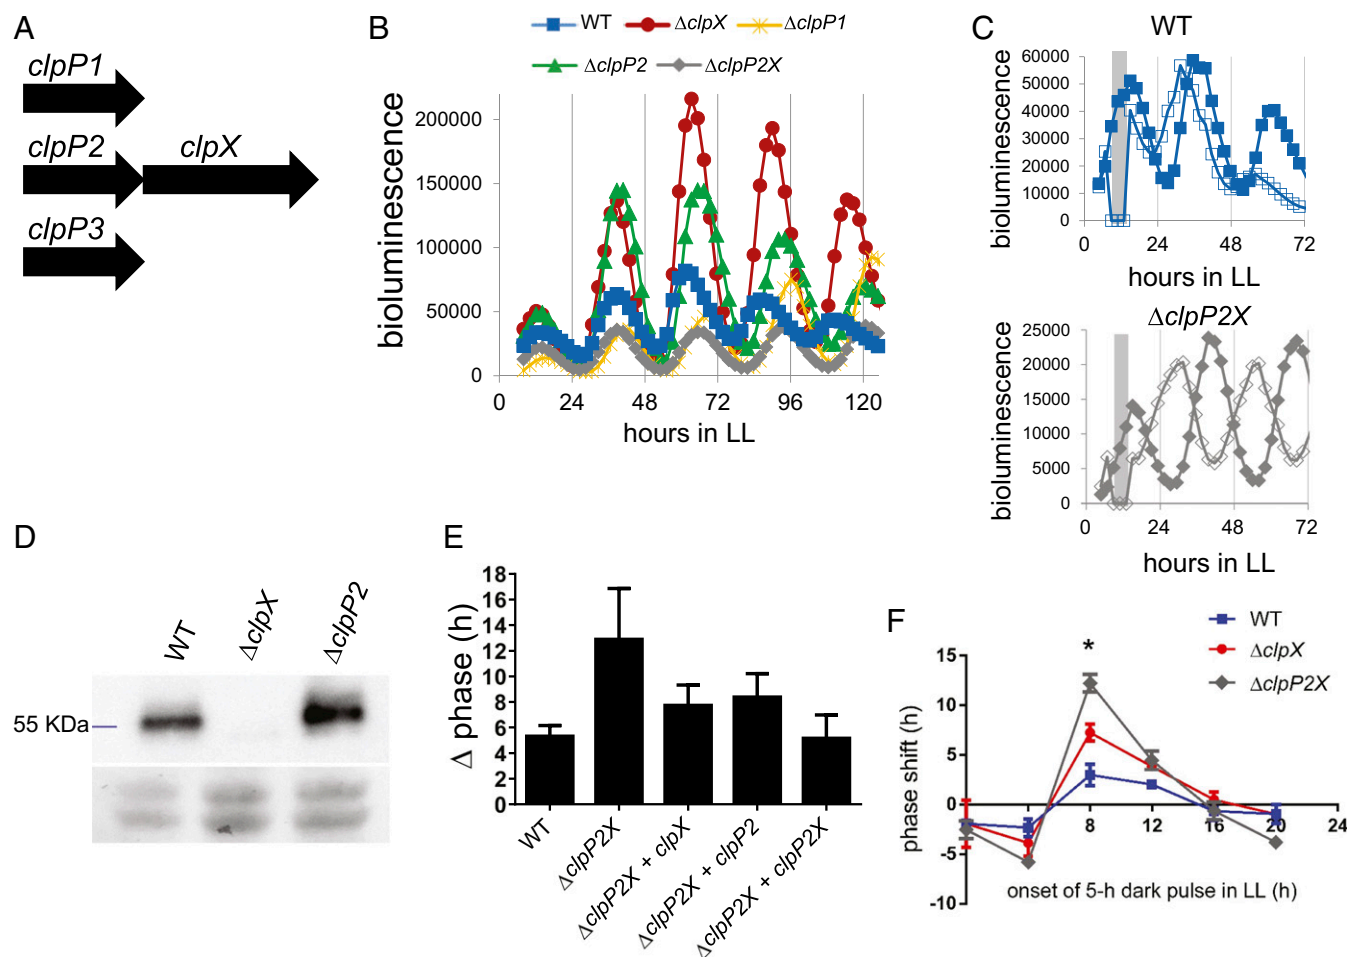 A
clpP1
clpP2
clpX
clpP3
B
WT
ΔclpX
ΔclpP1
ΔclpP2
ΔclpP2X
bioluminescence
200000
150000
100000
50000
0
0 24 48 72 96 120
hours in LL
C
WT
bioluminescence
60000
50000
40000
30000
20000
10000
0
0 24 48 72
hours in LL
ΔclpP2X
bioluminescence
25000
20000
15000
10000
5000
0
0 24 48 72
hours in LL
D
WT
ΔclpX
ΔclpP2
55 KDa
E
Δ phase (h)
18
16
14
12
10
8
6
4
2
0
WT
ΔclpP2X
ΔclpP2X + clpX
ΔclpP2X + clpP2
ΔclpP2X + clpP2X
F
WT
ΔclpX
ΔclpP2X
*
phase shift (h)
15
10
5
0
-5
-10
8 12 16 20 24
onset of 5-h dark pulse in LL (h)